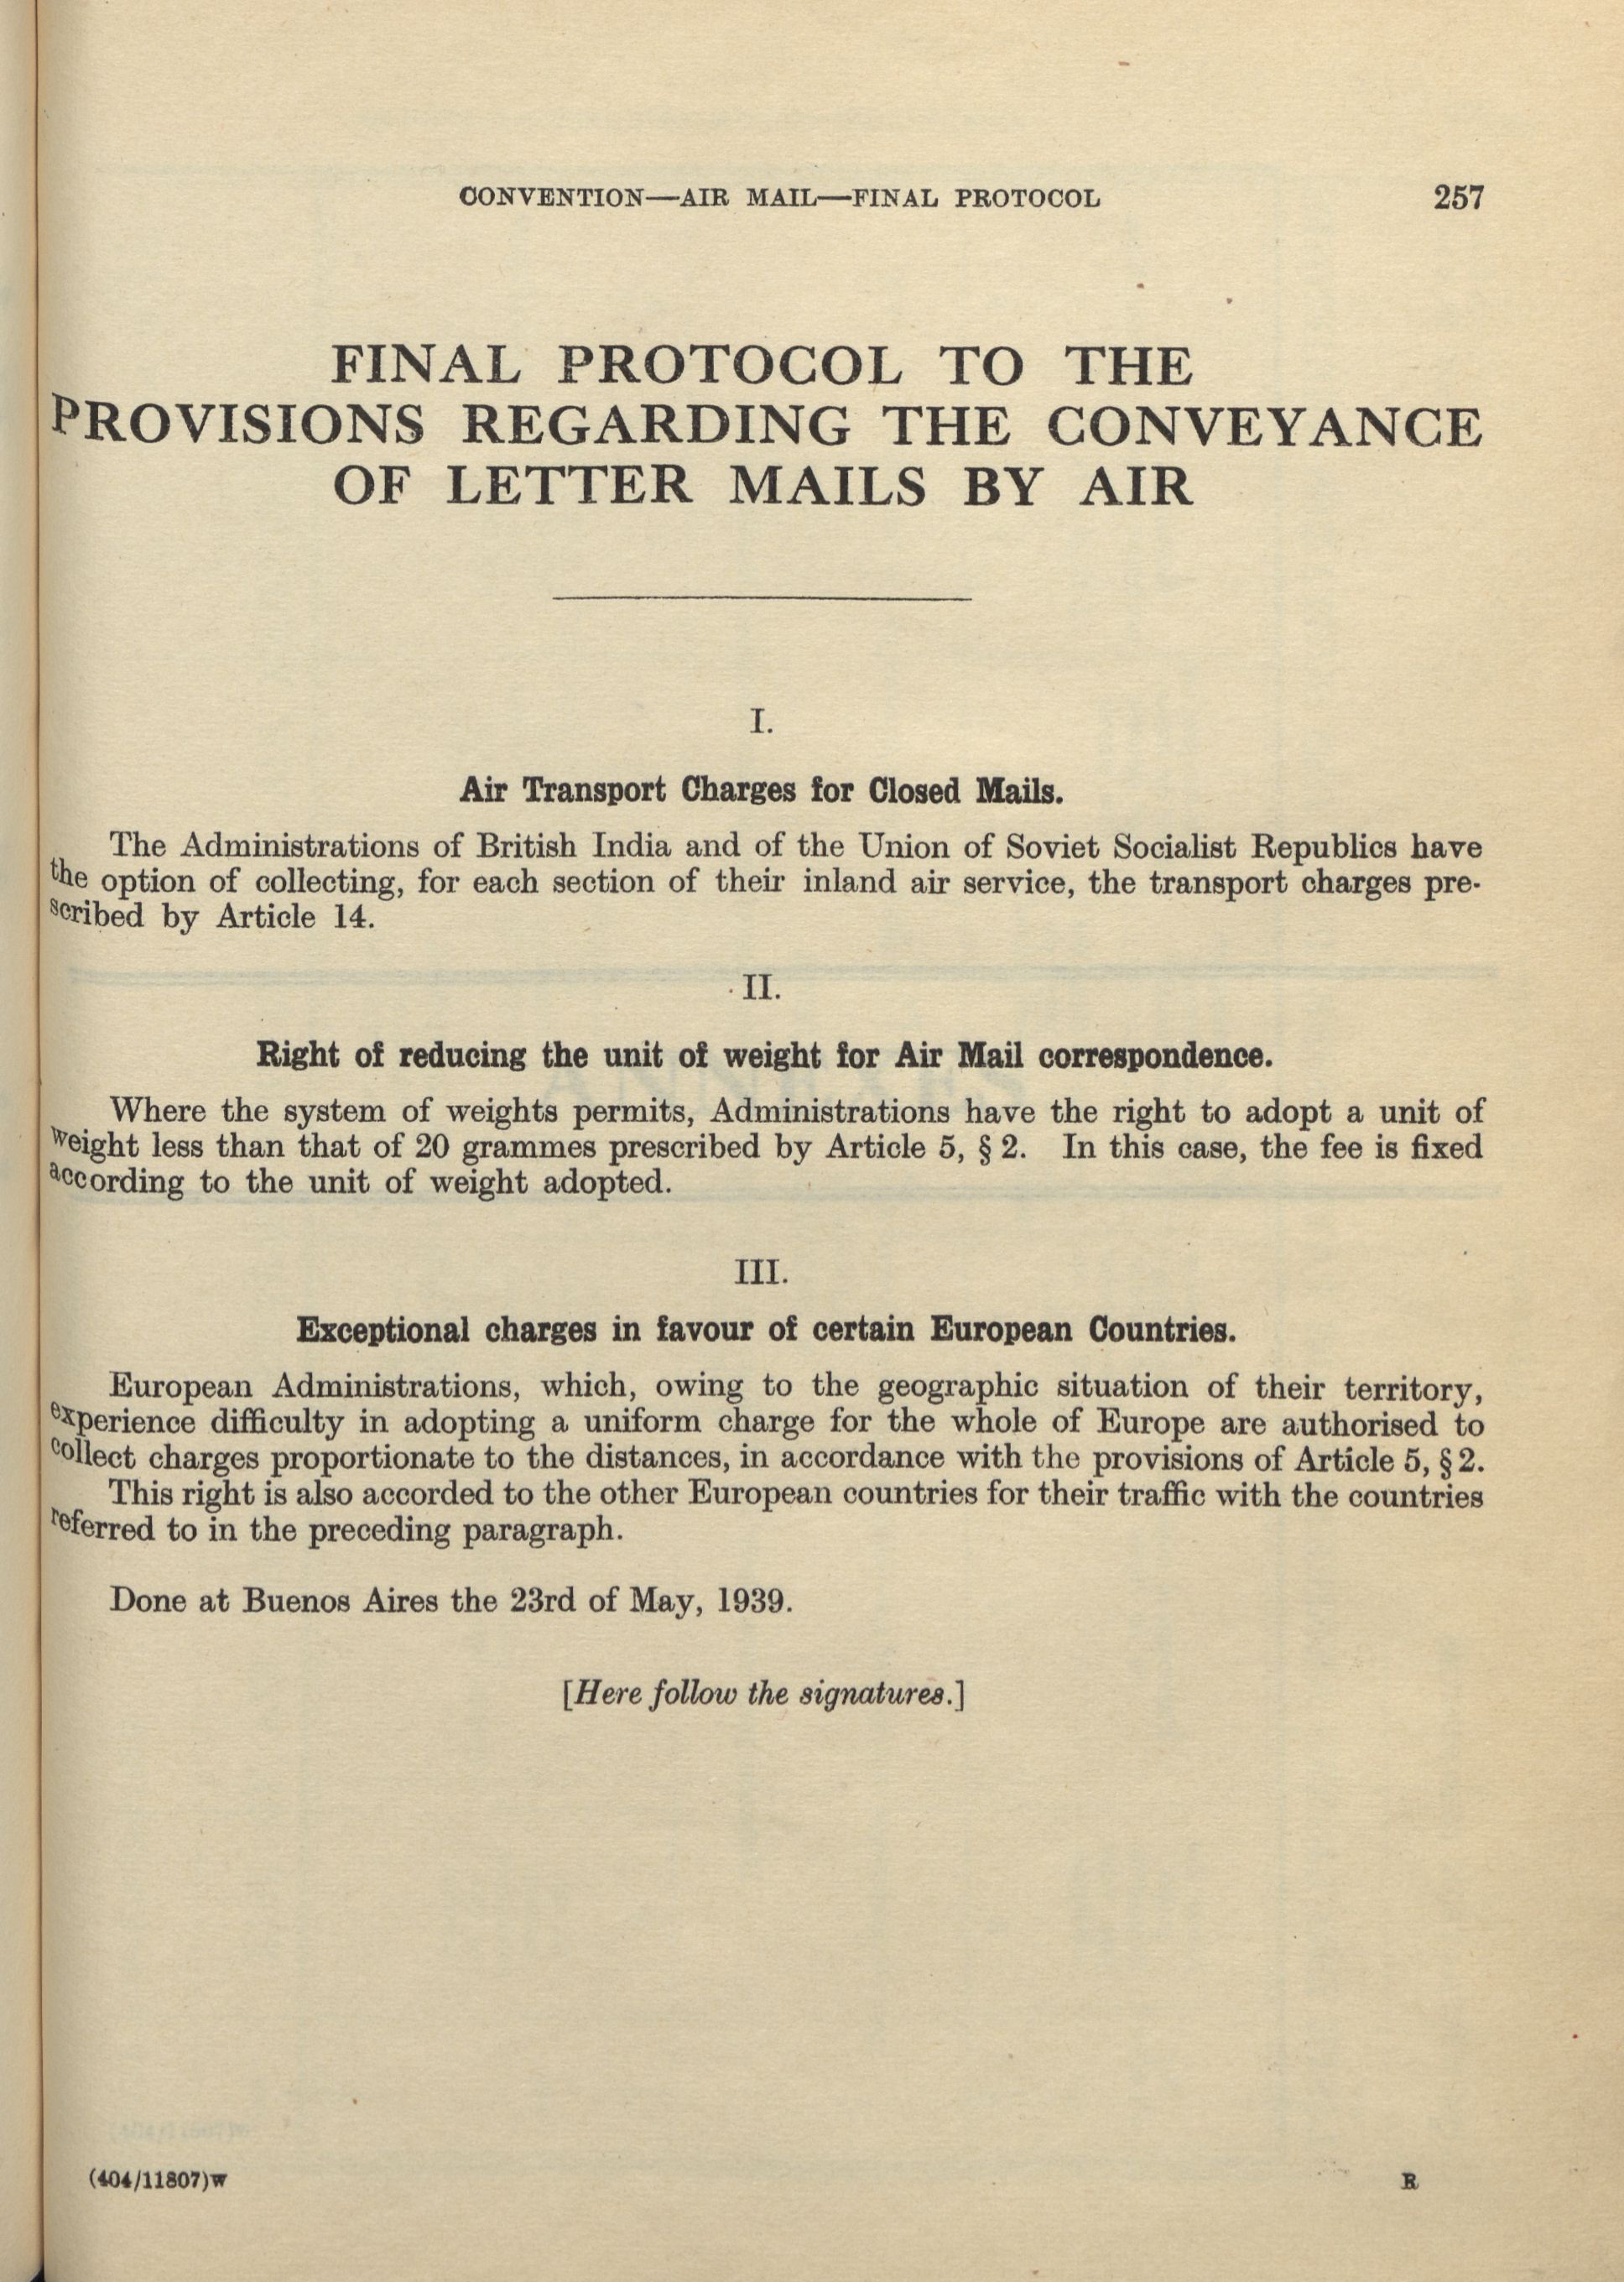 CONVENTION—AIR MAIL—FINAL PROTOCOL 257
FINAL PROTOCOL TO THE
PROVISIONS REGARDING THE CONVEYANCE
OF LETTER MAILS BY AIR
I.
Air Transport Charges for Closed Mails.
The Administrations of British India and of the Union of Soviet Socialist Republics have
the option of collecting, for each section of their inland air service, the transport charges pre-
scribed by Article 14.
II.
Right of reducing the unit of weight for Air Mail correspondence.
Where the system of weights permits, Administrations have the right to adopt a unit of
weight less than that of 20 grammes prescribed by Article 5, § 2. In this case, the fee is fixed
according to the unit of weight adopted.
III.
Exceptional charges in favour of certain European Countries.
European Administrations, which, owing to the geographic situation of their territory,
experience difficulty in adopting a uniform charge for the whole of Europe are authorised to
collect charges proportionate to the distances, in accordance with the provisions of Article 5, § 2.
This right is also accorded to the other European countries for their traffic with the countries
referred to in the preceding paragraph.
Done at Buenos Aires the 23rd of May, 1939.
[Here follow the signatures.]
(404/11807)W R